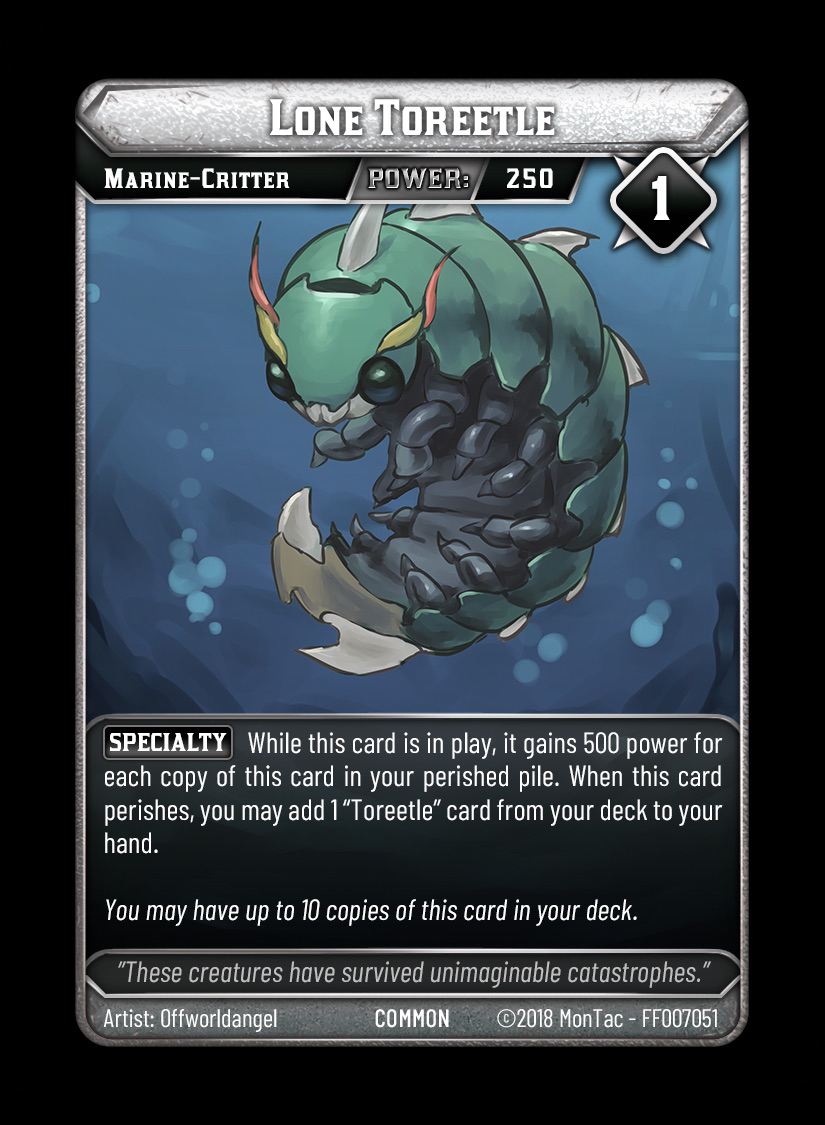 Lone Toreetle
Marine-Critter POWER: 250
1
SPECIALTY While this card is in play, it gains 500 power for
each copy of this card in your perished pile. When this card
perishes, you may add 1 “Toreetle” card from your deck to your
hand.
You may have up to 10 copies of this card in your deck.
“These creatures have survived unimaginable catastrophes.”
Artist: Offworldangel COMMON ©2018 MonTac - FF007051